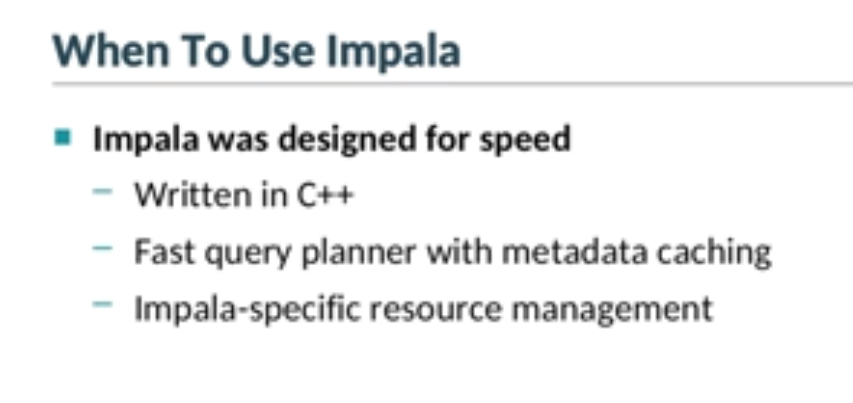 When To Use Impala
Impala was designed for speed
– Written in C++
– Fast query planner with metadata caching
– Impala-specific resource management